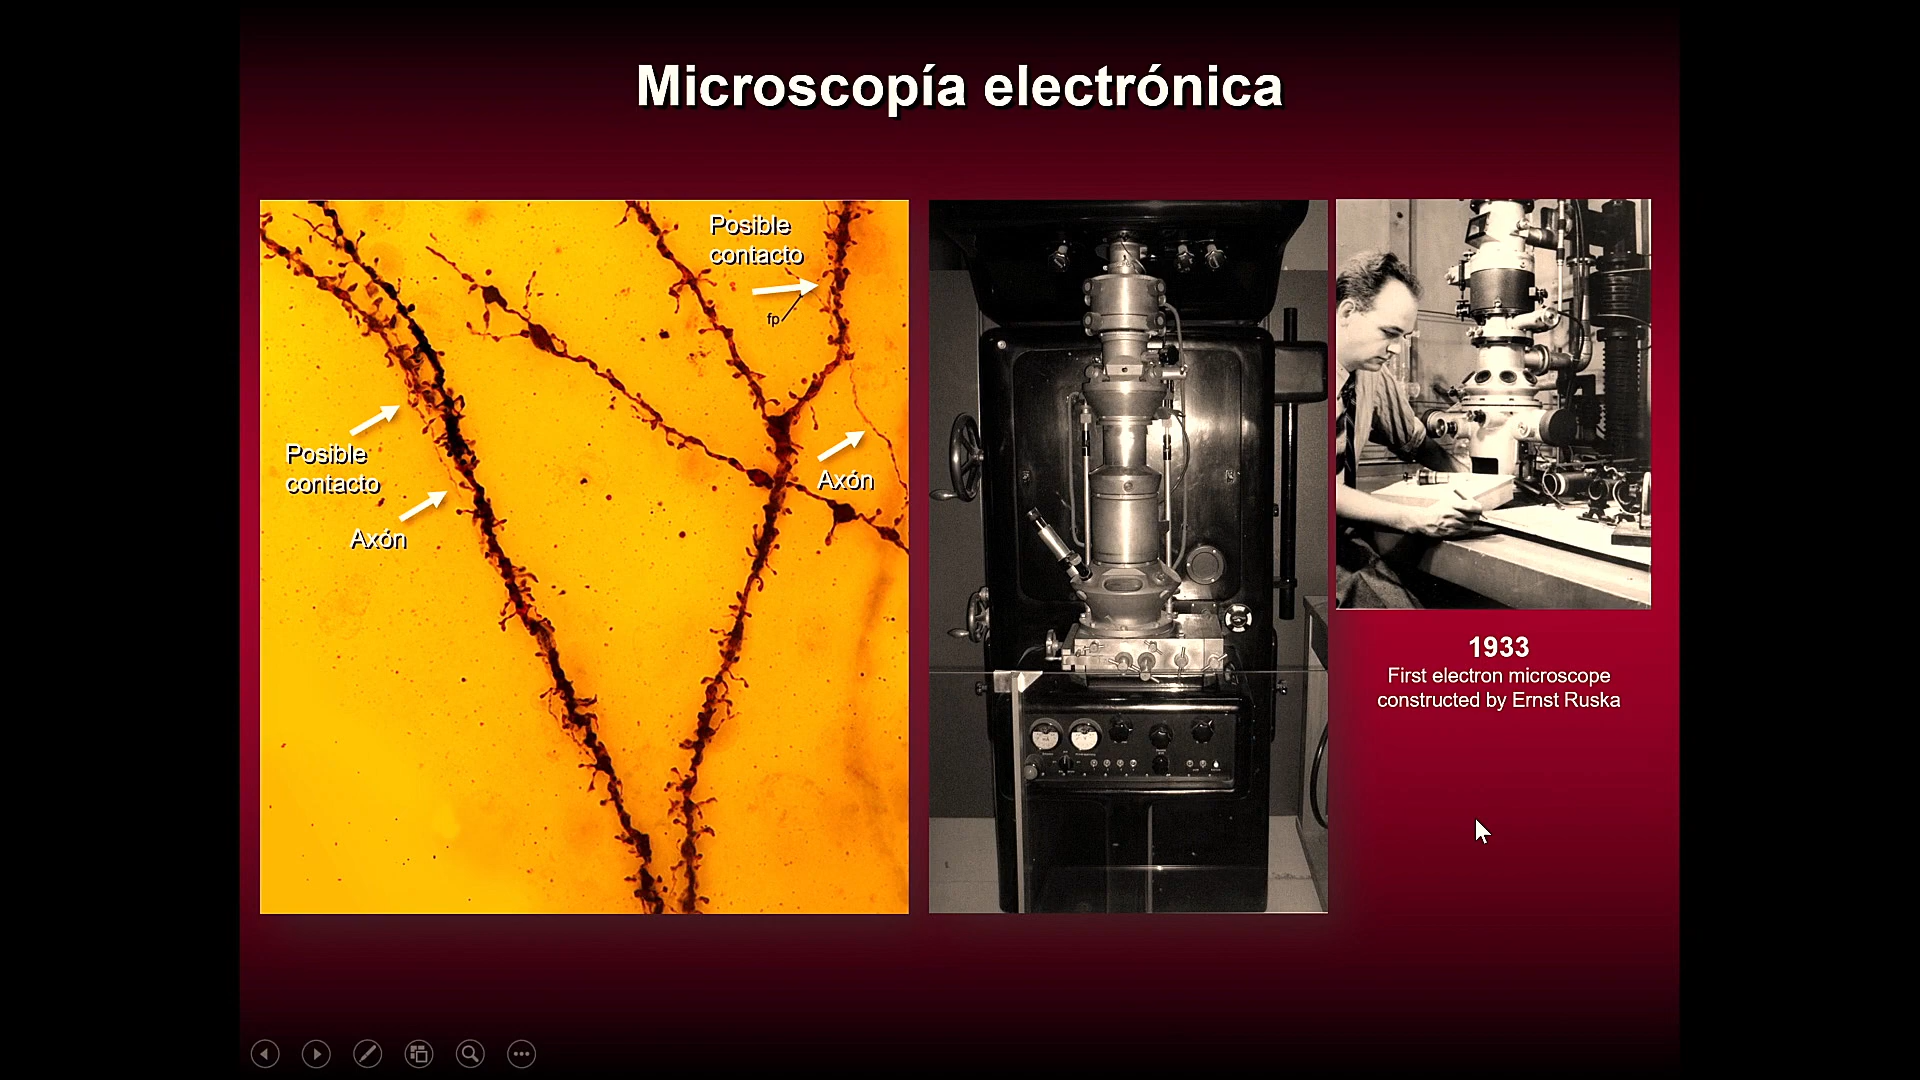 Microscopía electrónica
Posible
contacto
fp
Posible
contacto
Axón
Axón
1933
First electron microscope
constructed by Ernst Ruska